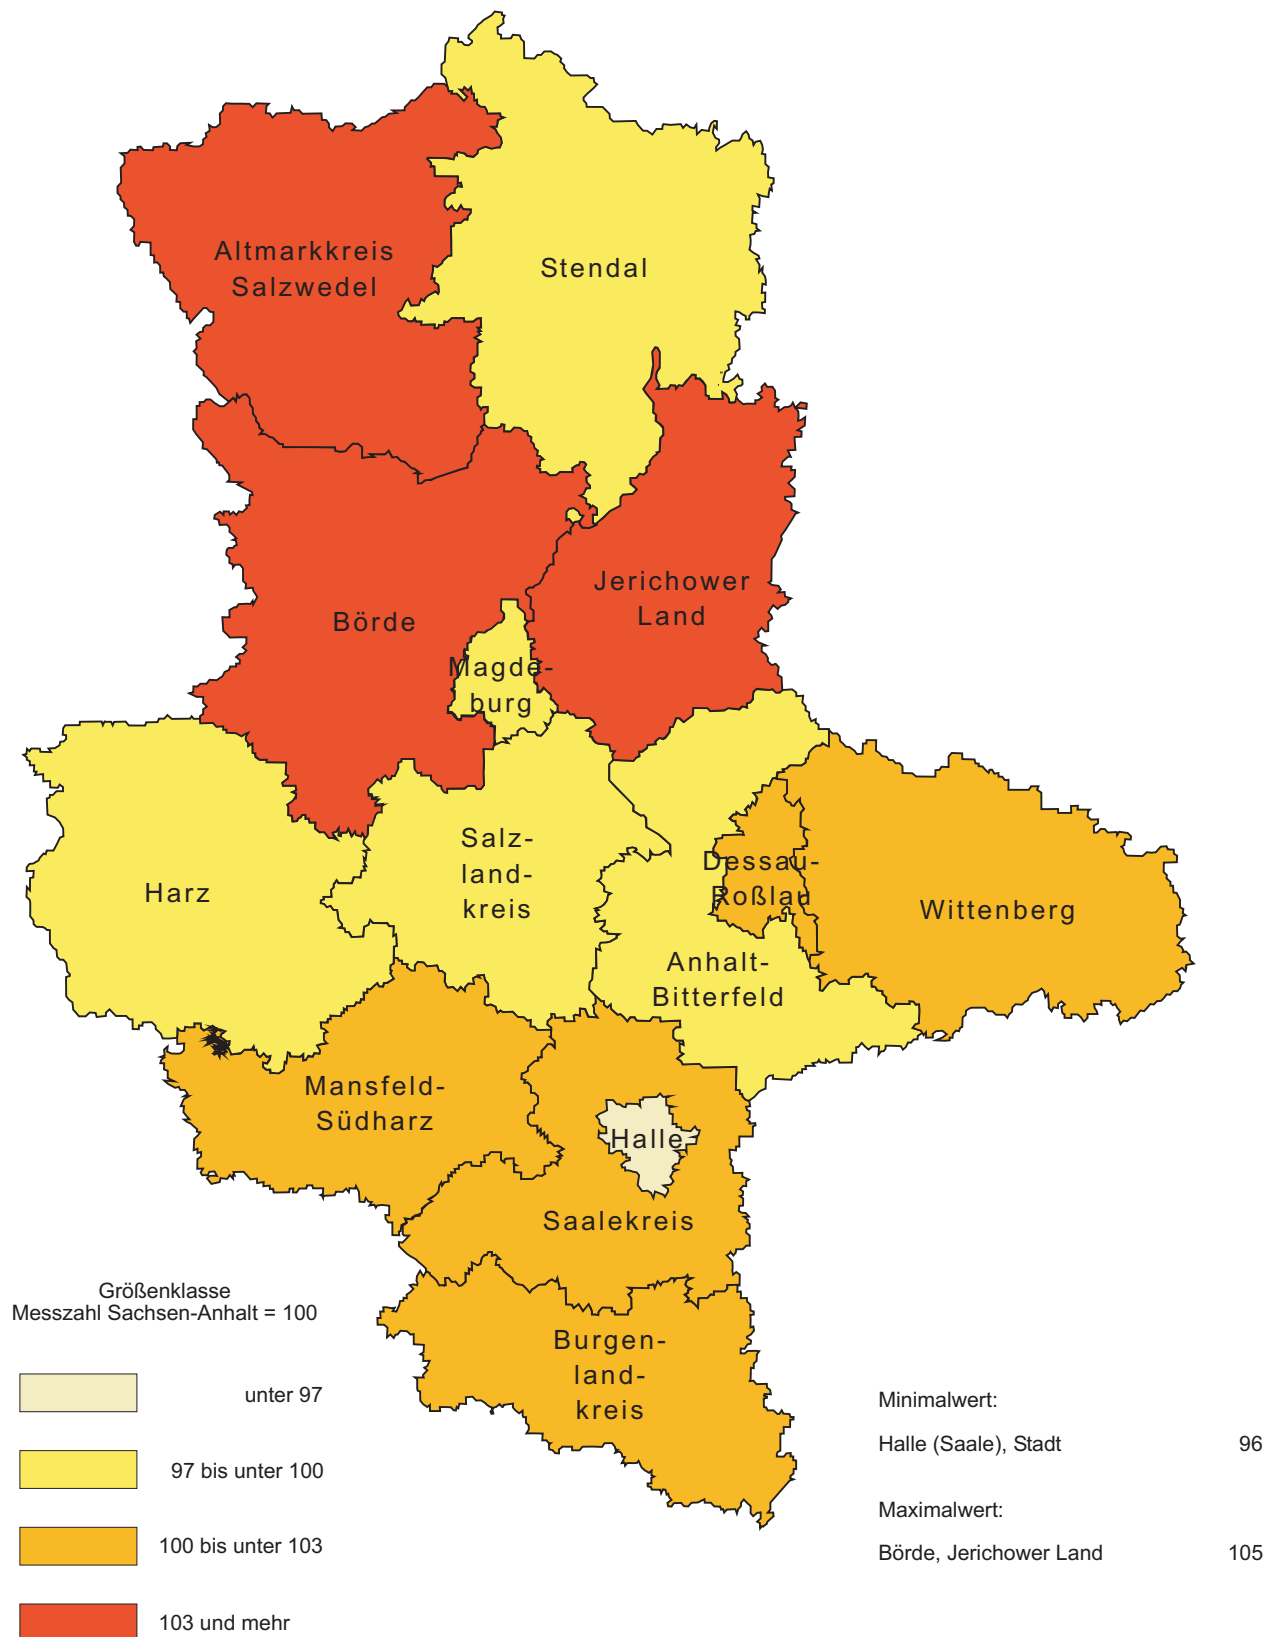 Altmarkkreis
Salzwedel
Stendal
Jerichower
Land
Börde
Magde-
burg
Salz-
land-
kreis
Harz
Dessau-
Roßlau
Wittenberg
Anhalt-
Bitterfeld
Mansfeld-
Südharz
Halle
Saalekreis
Burgen-
land-
kreis
Größenklasse
Messzahl Sachsen-Anhalt = 100
unter 97
97 bis unter 100
100 bis unter 103
103 und mehr
Minimalwert:
Halle (Saale), Stadt 96
Maximalwert:
Börde, Jerichower Land 105